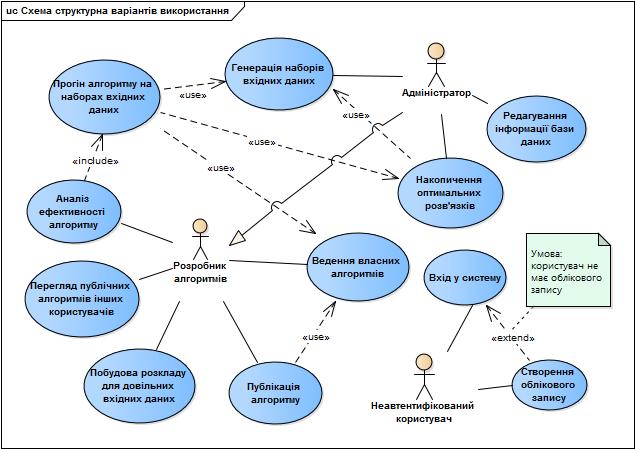 uc Схема структурна варіантів використання
Прогін алгоритму на
наборах вхідних
даних
«use»
Генерація наборів
вхідних даних
Адміністратор
Редагування
інформації бази
даних
«use»
«use»
«include»
«use»
Накопичення
оптимальних
розв'язків
Аналіз
ефективності
алгоритму
Розробник
алгоритмів
Ведення власних
алгоритмів
Вхід у систему
Умова:
користувач не
має облікового
запису
Перегляд публічних
алгоритмів інших
користувачів
«use»
«extend»
Побудова розкладу
для довільних
вхідних даних
Публікація
алгоритму
Неавтентифікований
користувач
Створення
облікового
запису